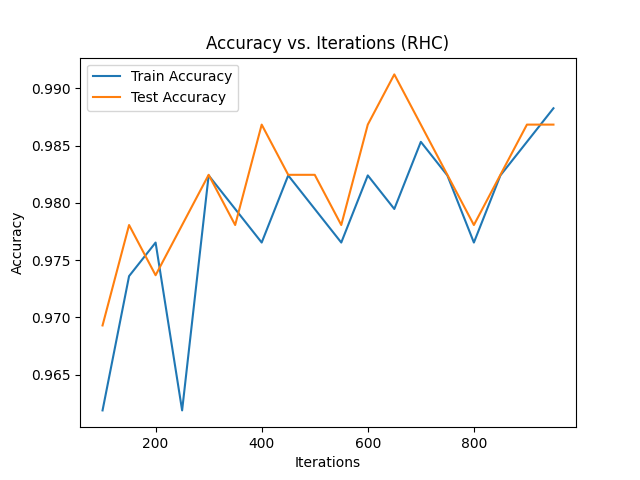 Accuracy vs. Iterations (RHC)
Train Accuracy
Test Accuracy
0.990
0.985
0.980
0.975
0.970
0.965
Accuracy
200 400 600 800
Iterations